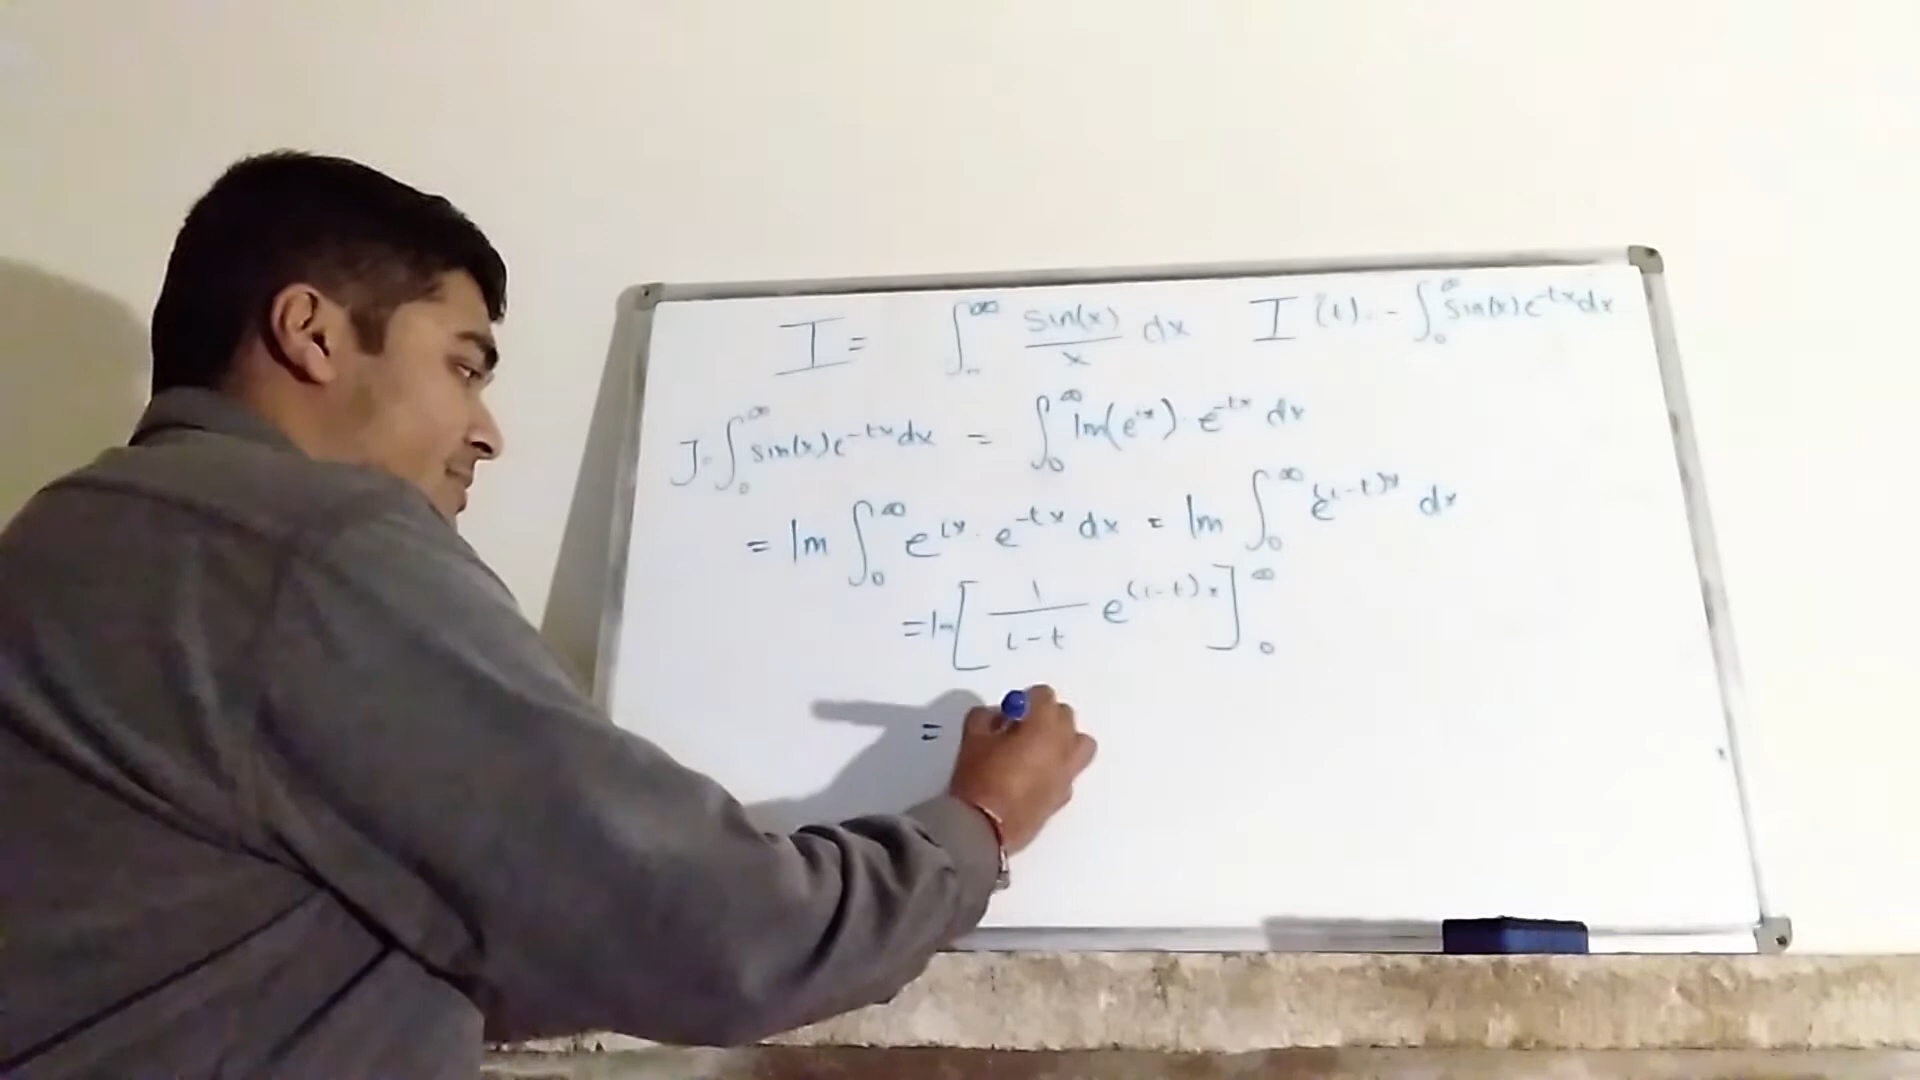 I = ∫₋∞^∞ sin(x)/x dx I'(t) = - ∫₀^∞ sin(x)e^-tx dx
J = ∫₀^∞ sin(x)e^-tx dx = ∫₀^∞ Im(e^ix) · e^-tx dx
= Im ∫₀^∞ e^ix · e^-tx dx = Im ∫₀^∞ e^(i-t)x dx
= Im [ 1/(i-t) e^(i-t)x ]₀^∞
=